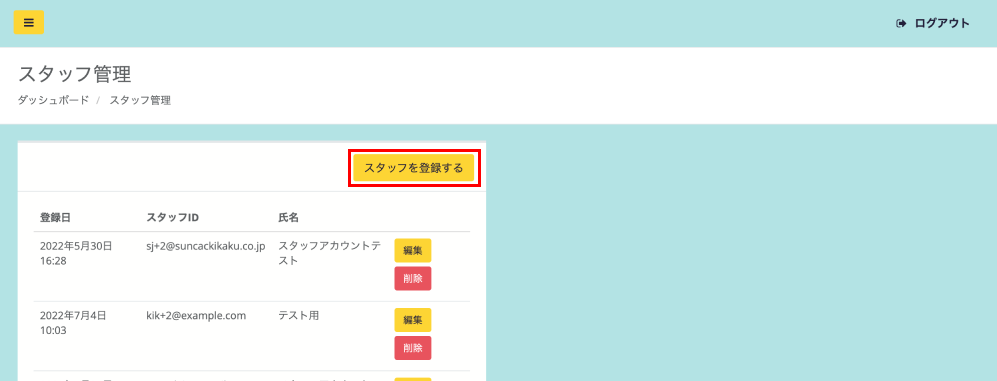 ログアウト
スタッフ管理
ダッシュボード / スタッフ管理
スタッフを登録する
登録日 スタッフID 氏名
2022年5月30日 sj+2@suncackikaku.co.jp スタッフアカウントテ 編集
16:28 スト
削除
2022年7月4日 kik+2@example.com テスト用 編集
10:03
削除